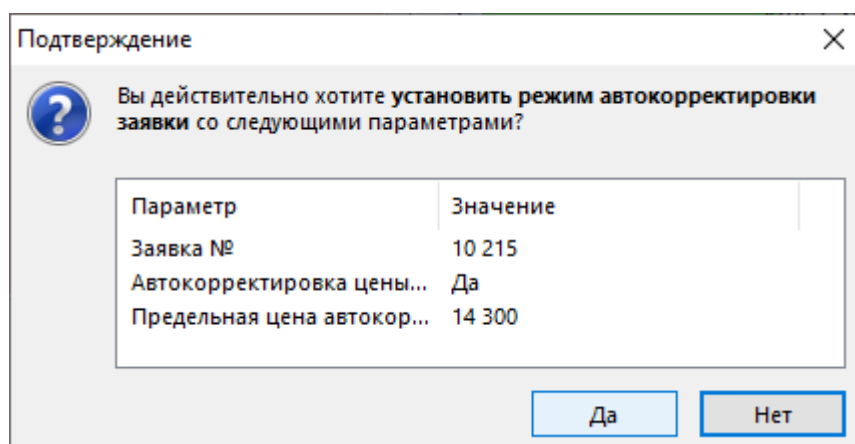 Подтверждение
Вы действительно хотите установить режим автокорректировки
заявки со следующими параметрами?
Параметр Значение
Заявка № 10 215
Автокорректировка цены... Да
Предельная цена автокор... 14 300
Да Нет